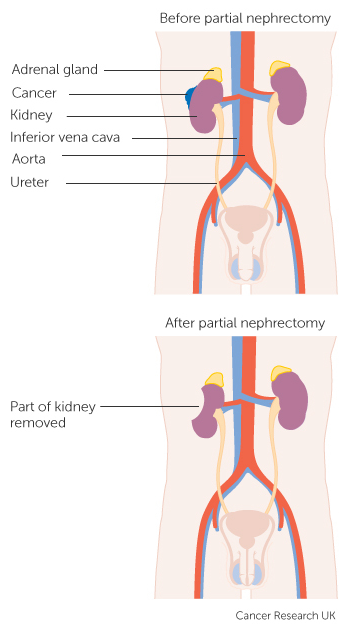 Before partial nephrectomy
Adrenal gland
Cancer
Kidney
Inferior vena cava
Aorta
Ureter
After partial nephrectomy
Part of kidney
removed
Cancer Research UK